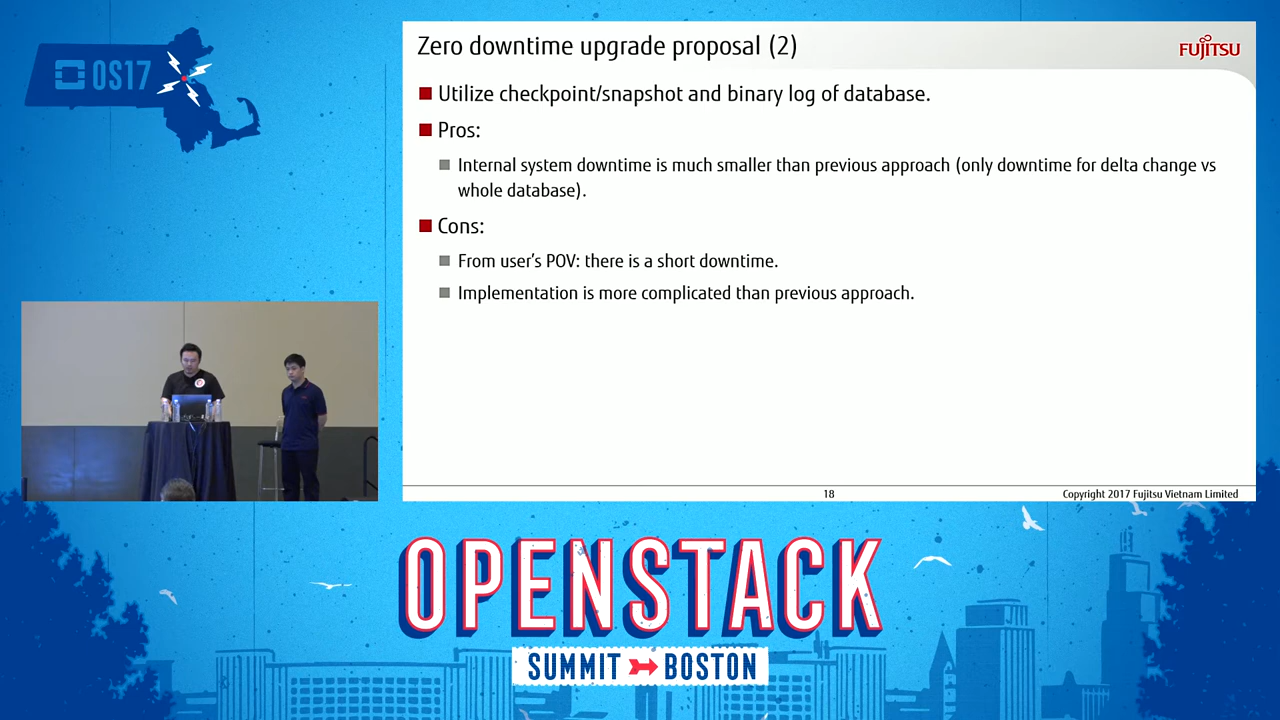 OS17
Zero downtime upgrade proposal (2)
FUJITSU
Utilize checkpoint/snapshot and binary log of database.
Pros:
Internal system downtime is much smaller than previous approach (only downtime for delta change vs
whole database).
Cons:
From user's POV: there is a short downtime.
Implementation is more complicated than previous approach.
18
Copyright 2017 Fujitsu Vietnam Limited
OPENSTACK
SUMMIT BOSTON